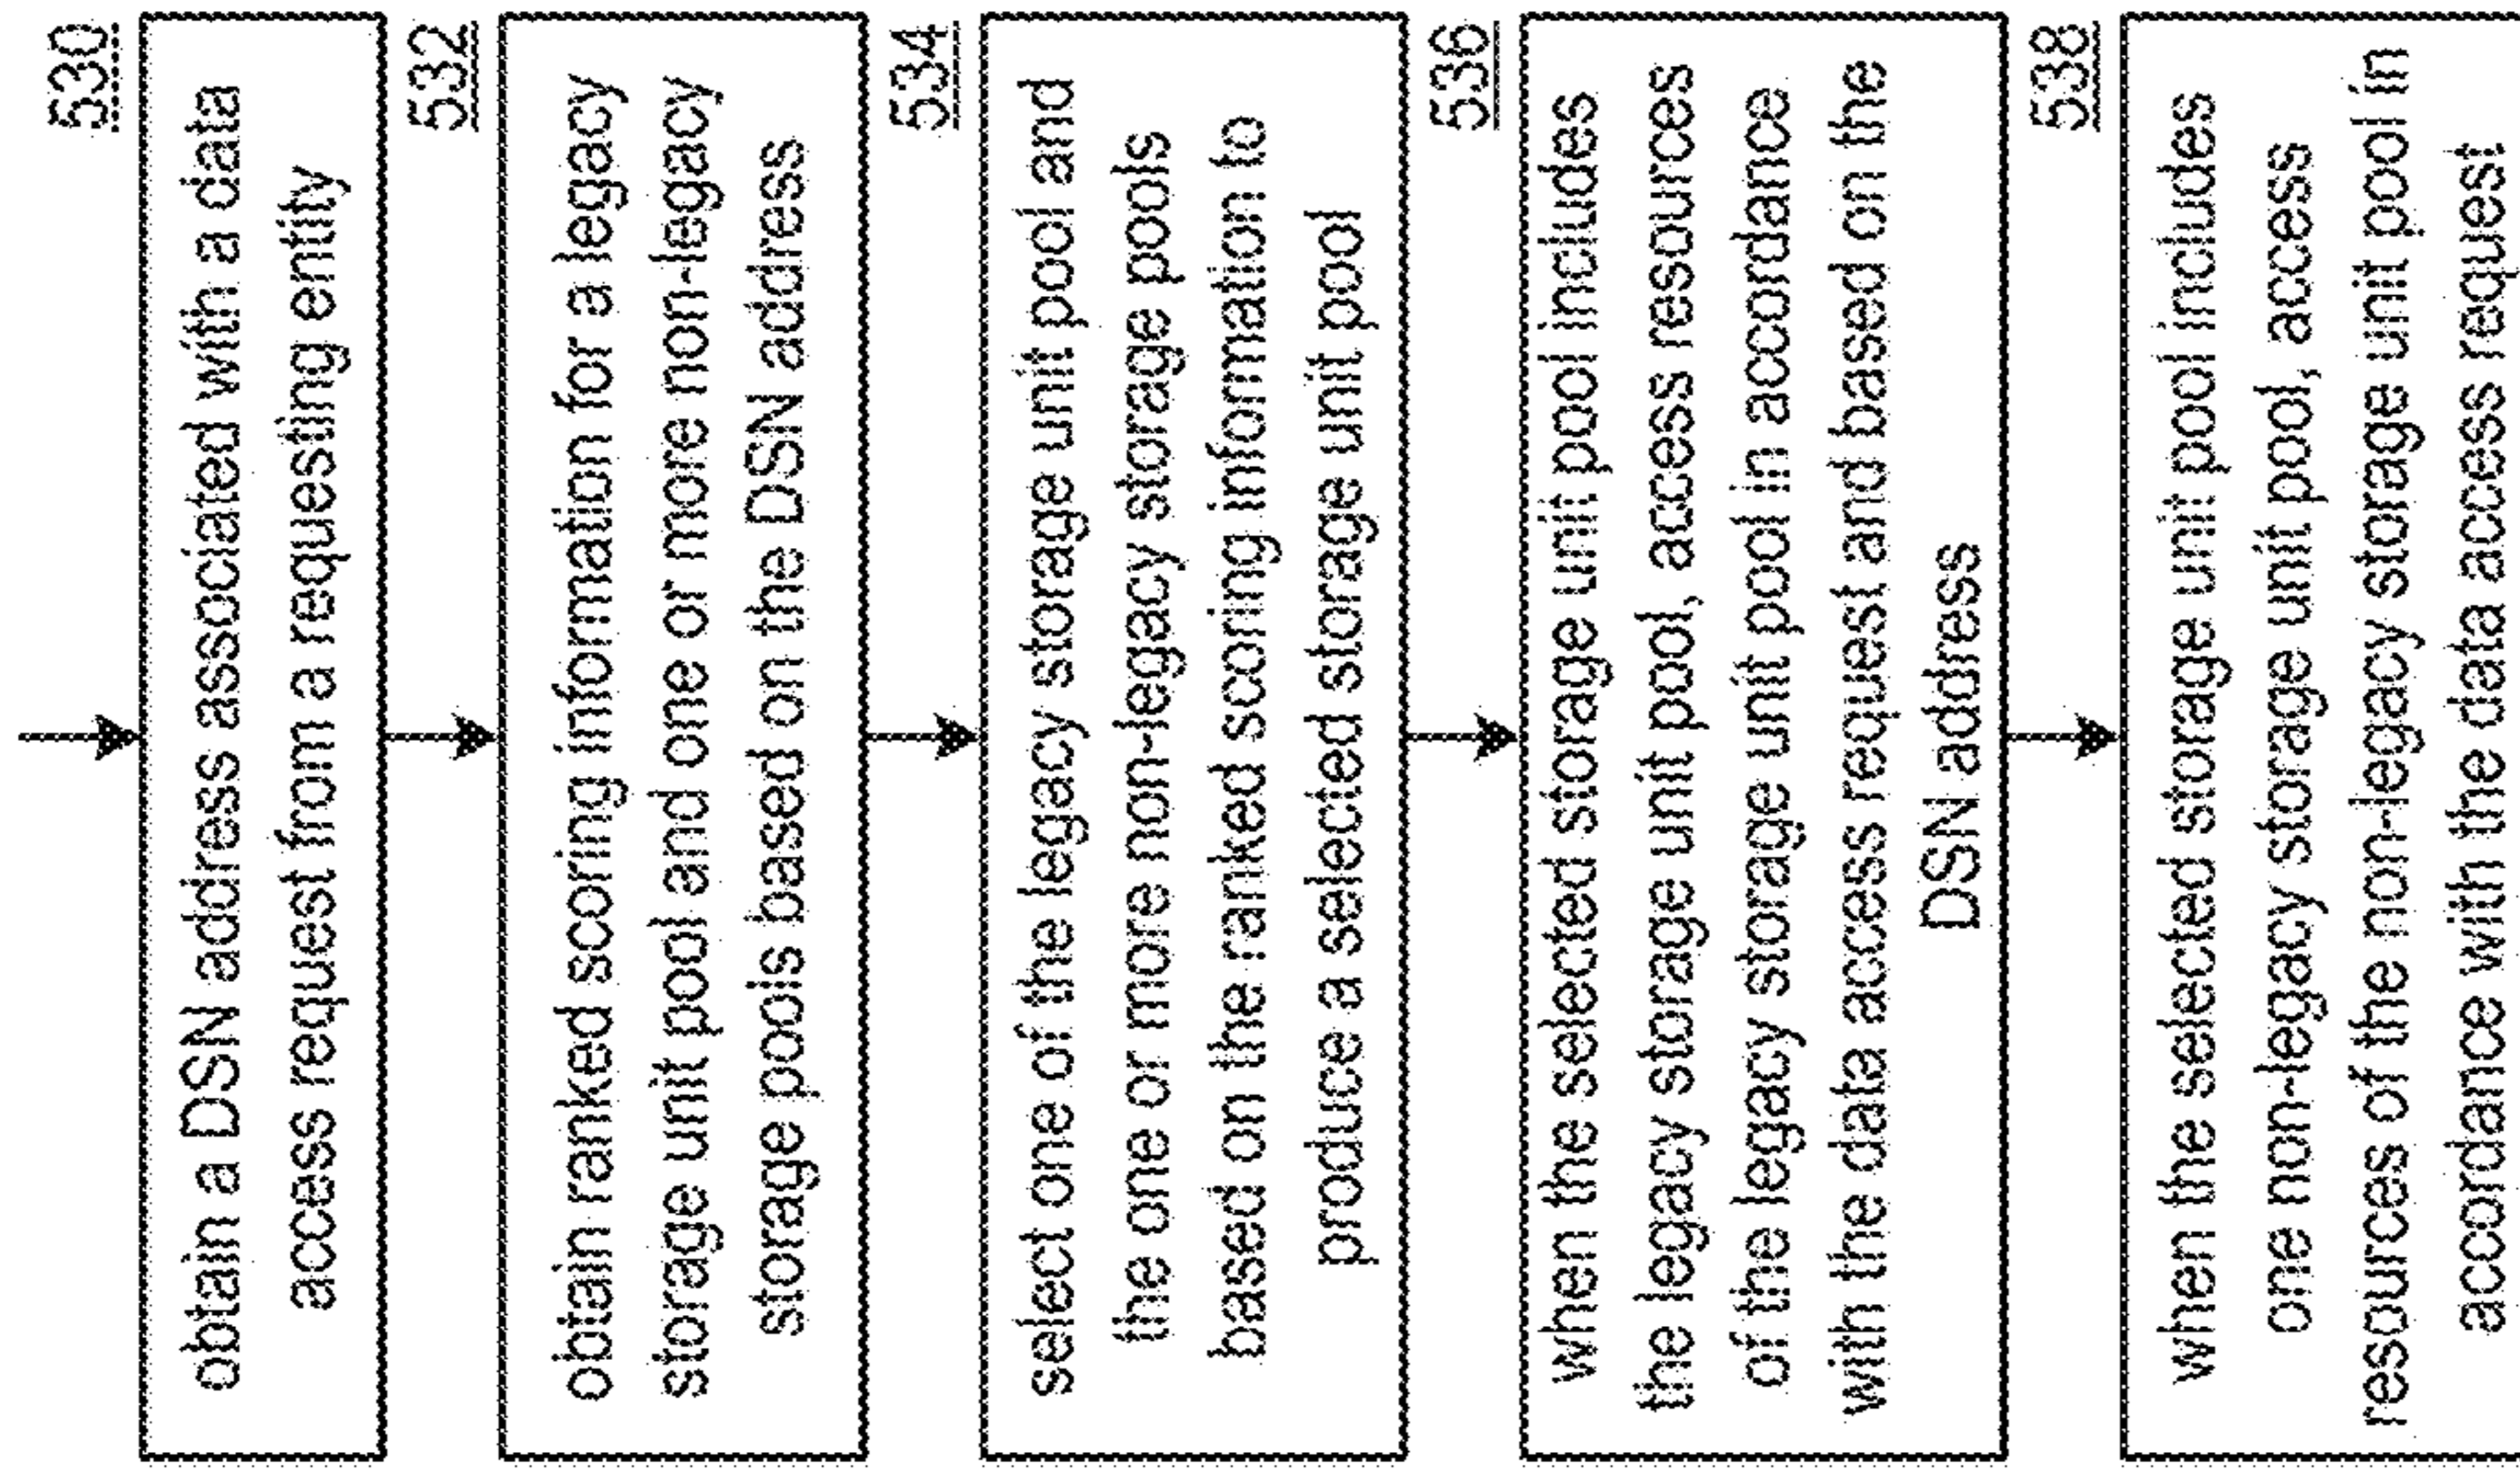 530
obtain a DSN address associated with a data
access request from a requesting entity
532
obtain ranked scoring information for a legacy
storage unit pool and one or more non-legacy
storage pools based on the DSN address
534
select one of the legacy storage unit pool and
the one or more non-legacy storage pools
based on the ranked scoring information to
produce a selected storage unit pool
536
when the selected storage unit pool includes
the legacy storage unit pool, access resources
of the legacy storage unit pool in accordance
with the data access request and based on the
DSN address
538
when the selected storage unit pool includes
one non-legacy storage unit pool, access
resources of the non-legacy storage unit pool in
accordance with the data access request